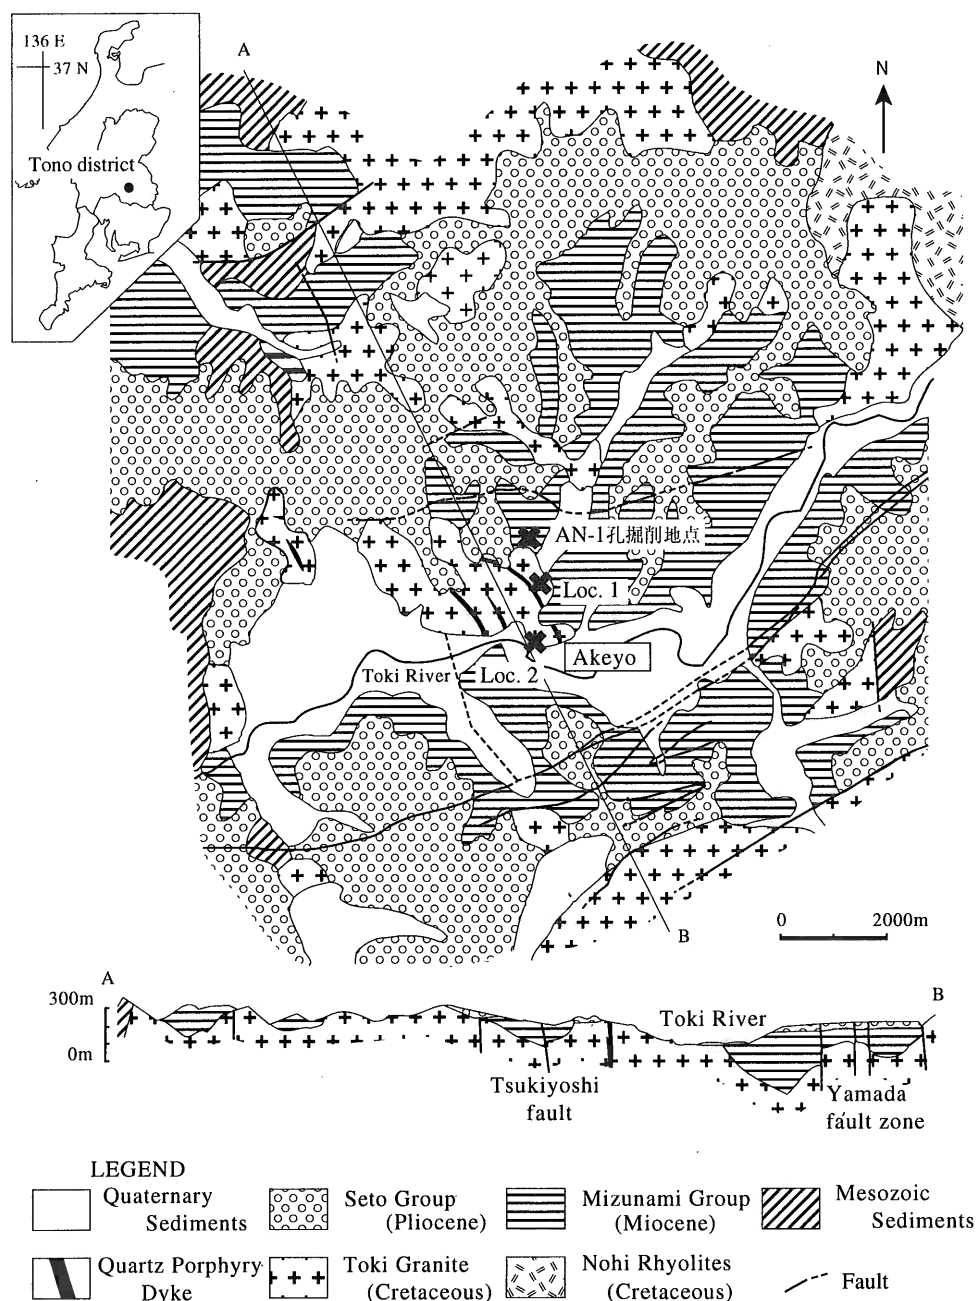 136 E
37 N
Tono district
A
N
AN-1孔掘削地点
Loc. 1
Akeyo
Toki River
Loc. 2
0 2000m
B
A
B
300m
0m
Toki River
Tsukiyoshi
fault
Yamada
fault zone
LEGEND
Quaternary
Sediments
Seto Group
(Pliocene)
Mizunami Group
(Miocene)
Mesozoic
Sediments
Quartz Porphyry
Dyke
Toki Granite
(Cretaceous)
Nohi Rhyolites
(Cretaceous)
Fault